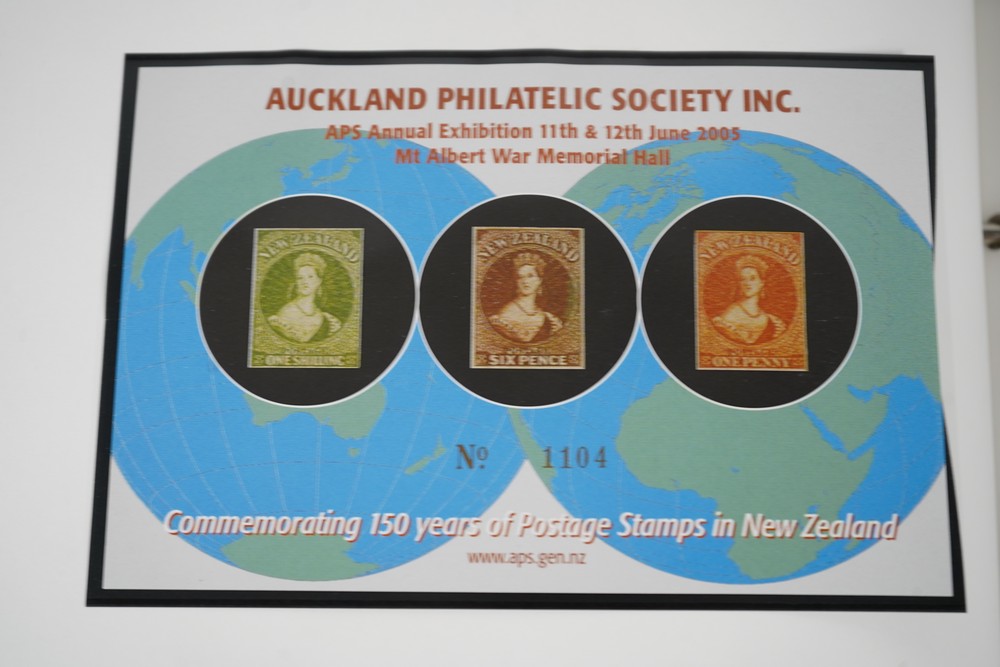 AUCKLAND PHILATELIC SOCIETY INC.
APS Annual Exhibition 11th & 12th June 2005
Mt Albert War Memorial Hall
NEW ZEALAND
ONE SHILLING
NEW ZEALAND
SIX PENCE
NEW ZEALAND
ONE PENNY
Nº 1104
Commemorating 150 years of Postage Stamps in New Zealand
www.aps.gen.nz